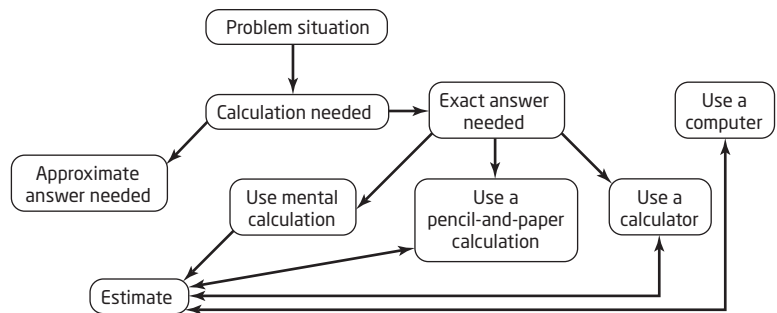 Problem situation
Calculation needed
Exact answer
needed
Use a
computer
Approximate
answer needed
Use mental
calculation
Use a
pencil-and-paper
calculation
Use a
calculator
Estimate